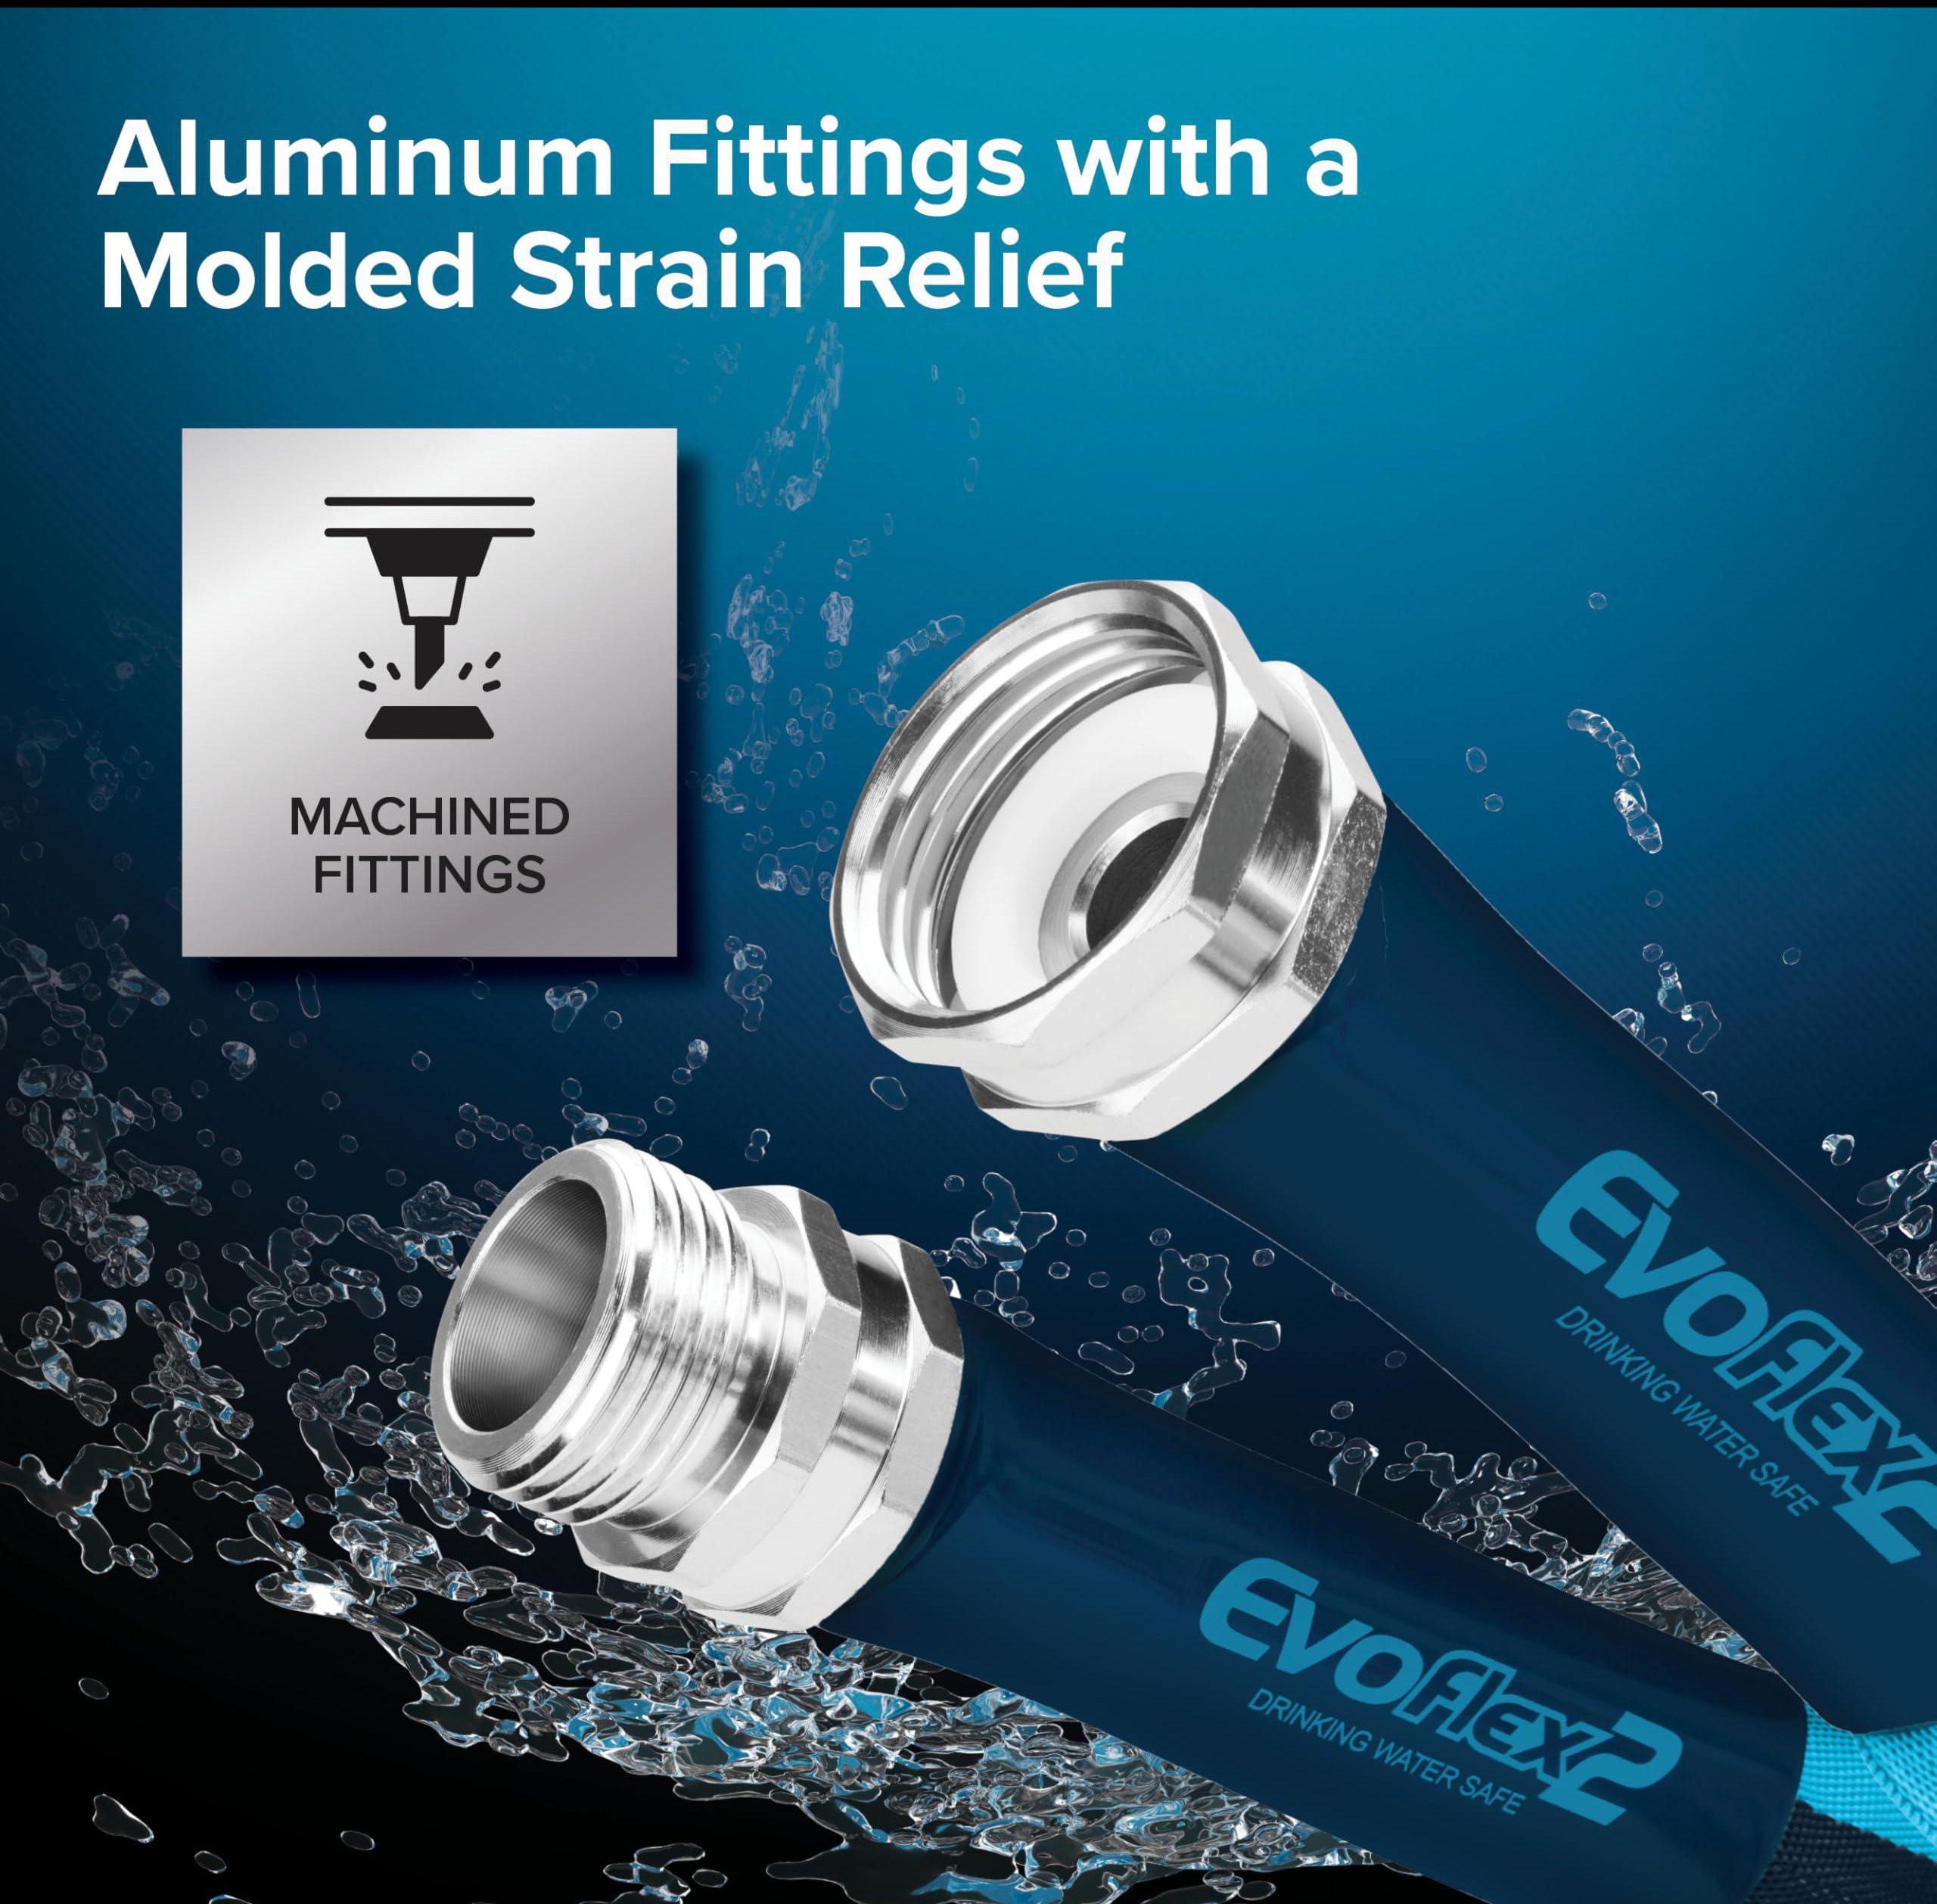 Aluminum Fittings with a
Molded Strain Relief
MACHINED
FITTINGS
EVOflex2
DRINKING WATER SAFE
EVOflex2
DRINKING WATER SAFE